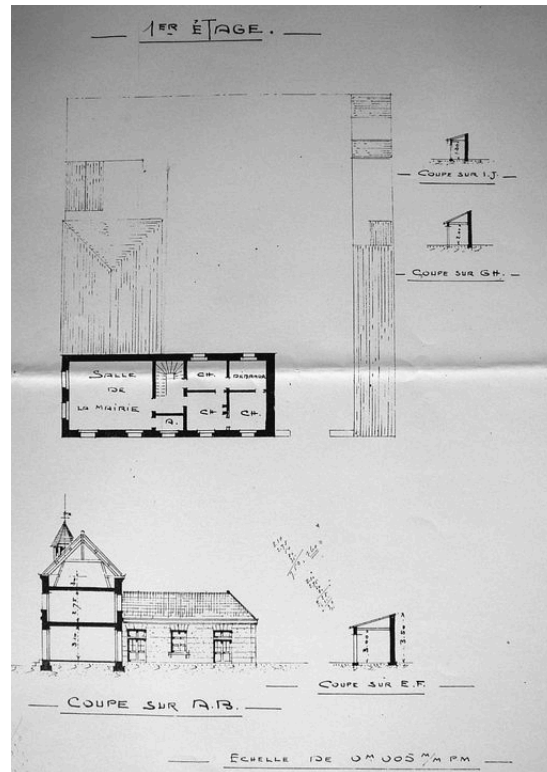 1ER ÉTAGE.
COUPE SUR I.J.
COUPE SUR GH.
SALLE
DE
LA MAIRIE
CH.
DÉBARRAS
A.
CH
CH.
COUPE SUR A.B.
COUPE SUR E.F.
ECHELLE DE 0M 005 M/M P.M